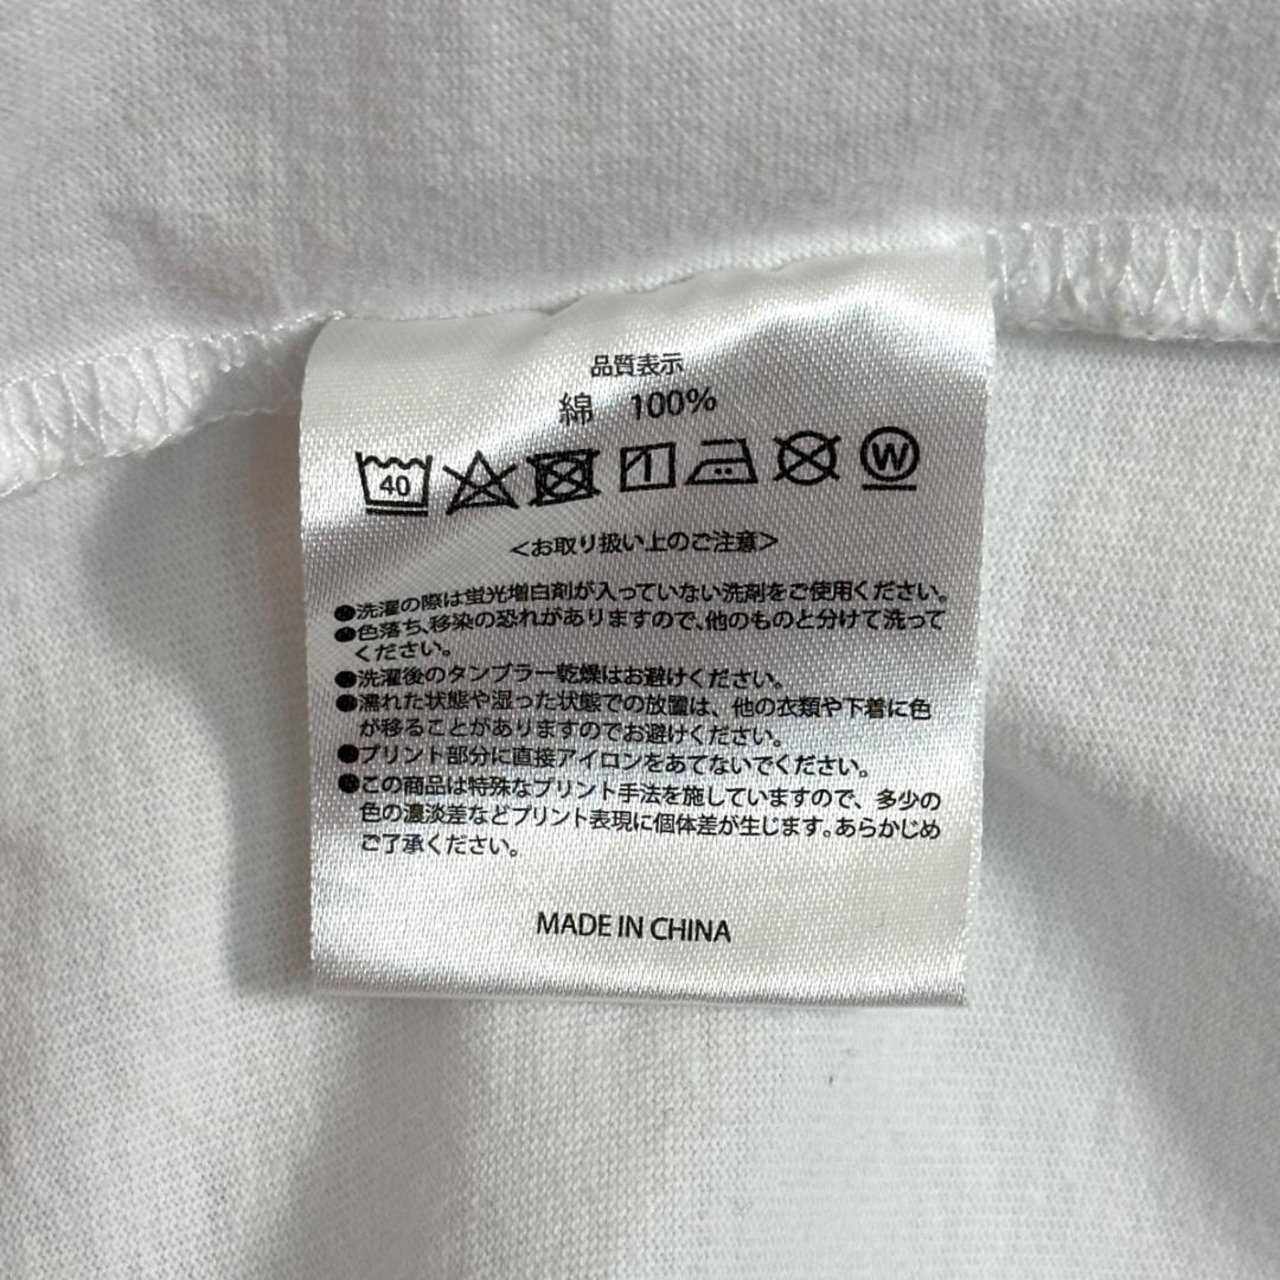 品質表示
綿 100%
40
W
＜お取り扱い上のご注意＞
●洗濯の際は蛍光増白剤が入っていない洗剤をご使用ください。
●色落ち、移染の恐れがありますので、他のものと分けて洗って
ください。
●洗濯後のタンブラー乾燥はお避けください。
●濡れた状態や湿った状態での放置は、他の衣類や下着に色
が移ることがありますのでお避けください。
●プリント部分に直接アイロンをあてないでください。
●この商品は特殊なプリント手法を施していますので、多少の
色の濃淡差などプリント表現に個体差が生じます。あらかじめ
ご了承ください。
MADE IN CHINA